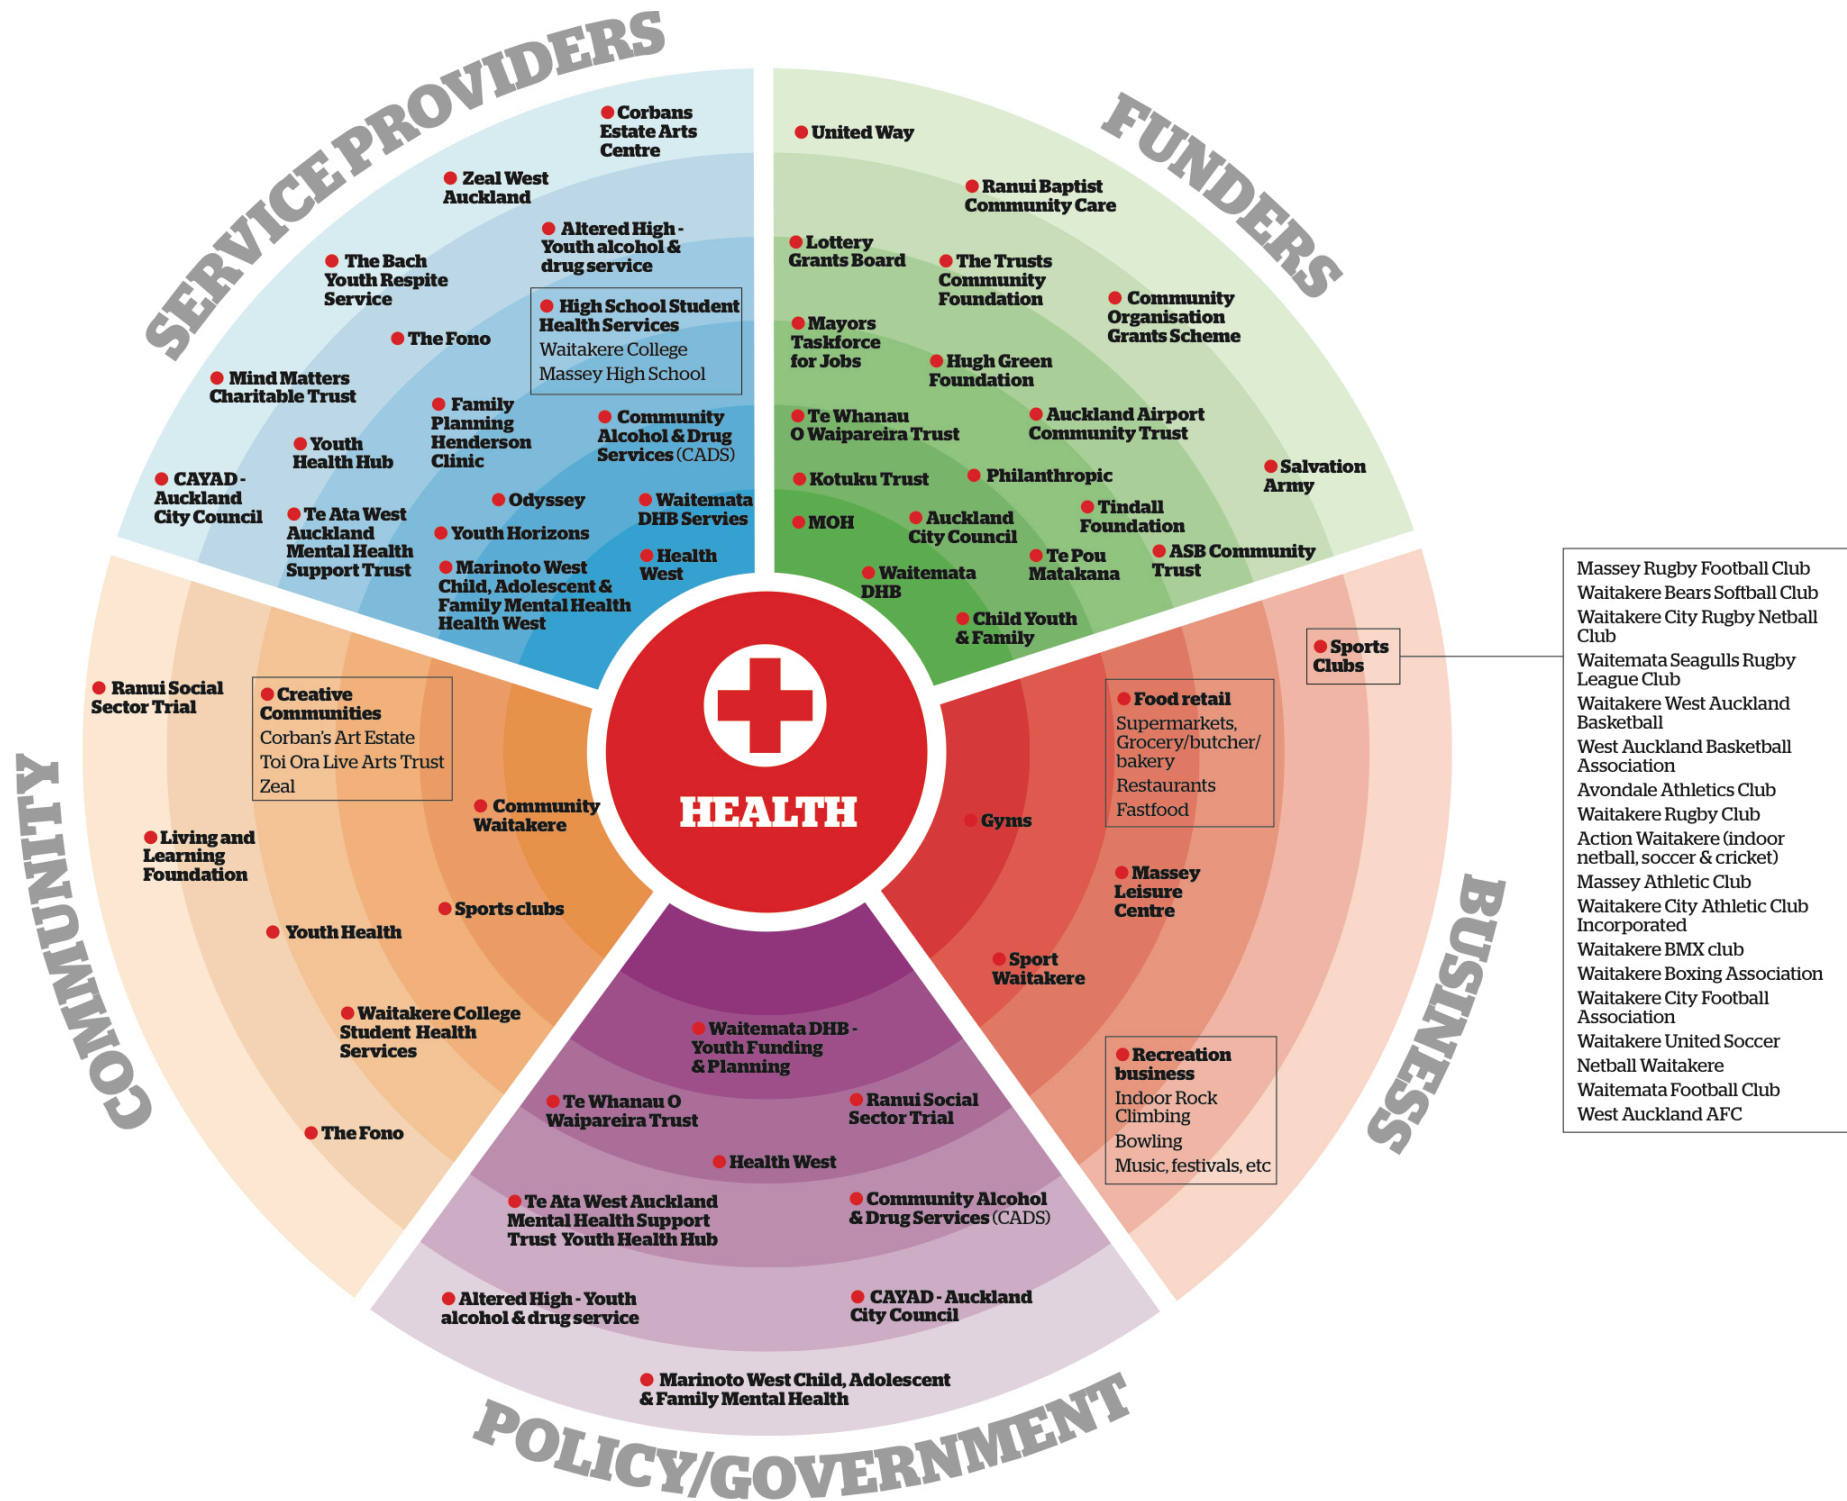 SERVICE PROVIDERS
Corbans
Estate Arts
Centre
Zeal West
Auckland
Altered High -
Youth alcohol &
drug service
The Bach
Youth Respite
Service
High School Student
Health Services
Waitakere College
Massey High School
The Fono
Mind Matters
Charitable Trust
Family
Planning
Henderson
Clinic
Community
Alcohol & Drug
Services (CADS)
Youth
Health Hub
CAYAD -
Auckland
City Council
Odyssey
Waitemata
DHB Servies
Te Ata West
Auckland
Mental Health
Support Trust
Youth Horizons
Health
West
Marinoto West
Child, Adolescent &
Family Mental Health
Health West
FUNDERS
United Way
Ranui Baptist
Community Care
Lottery
Grants Board
The Trusts
Community
Foundation
Community
Organisation
Grants Scheme
Mayors
Taskforce
for Jobs
Hugh Green
Foundation
Te Whanau
O Waipareira Trust
Auckland Airport
Community Trust
Salvation
Army
Kotuku Trust
Philanthropic
Tindall
Foundation
MOH
Auckland
City Council
Te Pou
Matakana
ASB Community
Trust
Waitemata
DHB
Child Youth
& Family
HEALTH
COMMUNITY
Ranui Social
Sector Trial
Creative
Communities
Corban's Art Estate
Toi Ora Live Arts Trust
Zeal
Community
Waitakere
Living and
Learning
Foundation
Sports clubs
Youth Health
Waitakere College
Student Health
Services
The Fono
BUSINESS
Sports
Clubs
Food retail
Supermarkets,
Grocery/butcher/
bakery
Restaurants
Fastfood
Gyms
Massey
Leisure
Centre
Sport
Waitakere
Recreation
business
Indoor Rock
Climbing
Bowling
Music, festivals, etc
Massey Rugby Football Club
Waitakere Bears Softball Club
Waitakere City Rugby Netball
Club
Waitemata Seagulls Rugby
League Club
Waitakere West Auckland
Basketball
West Auckland Basketball
Association
Avondale Athletics Club
Waitakere Rugby Club
Action Waitakere (indoor
netball, soccer & cricket)
Massey Athletic Club
Waitakere City Athletic Club
Incorporated
Waitakere BMX club
Waitakere Boxing Association
Waitakere City Football
Association
Waitakere United Soccer
Netball Waitakere
Waitemata Football Club
West Auckland AFC
Waitemata DHB -
Youth Funding
& Planning
Te Whanau O
Waipareira Trust
Ranui Social
Sector Trial
Health West
Te Ata West Auckland
Mental Health Support
Trust Youth Health Hub
Community Alcohol
& Drug Services (CADS)
Altered High - Youth
alcohol & drug service
CAYAD - Auckland
City Council
Marinoto West Child, Adolescent
& Family Mental Health
POLICY/GOVERNMENT